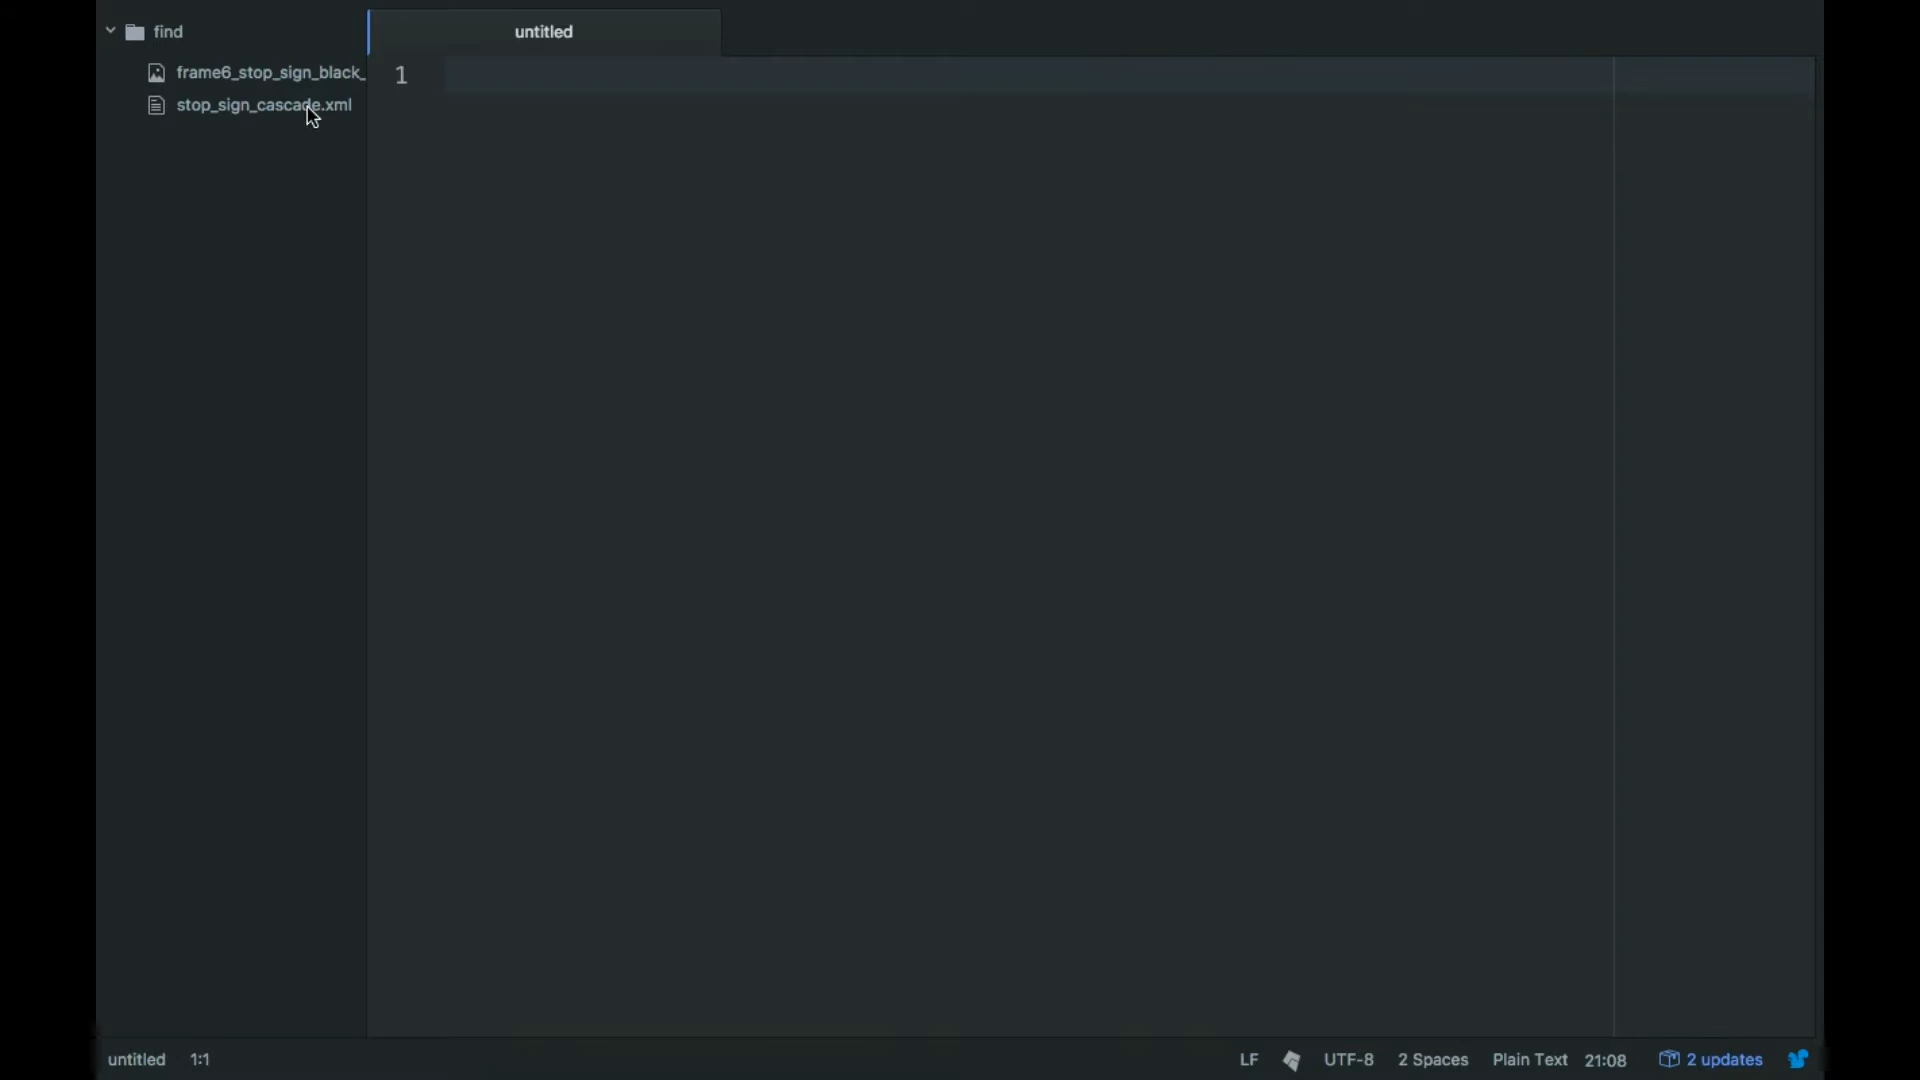 find
untitled
frame6_stop_sign_black_
1
stop_sign_cascade.xml
untitled 1:1 LF UTF-8 2 Spaces Plain Text 21:08 2 updates